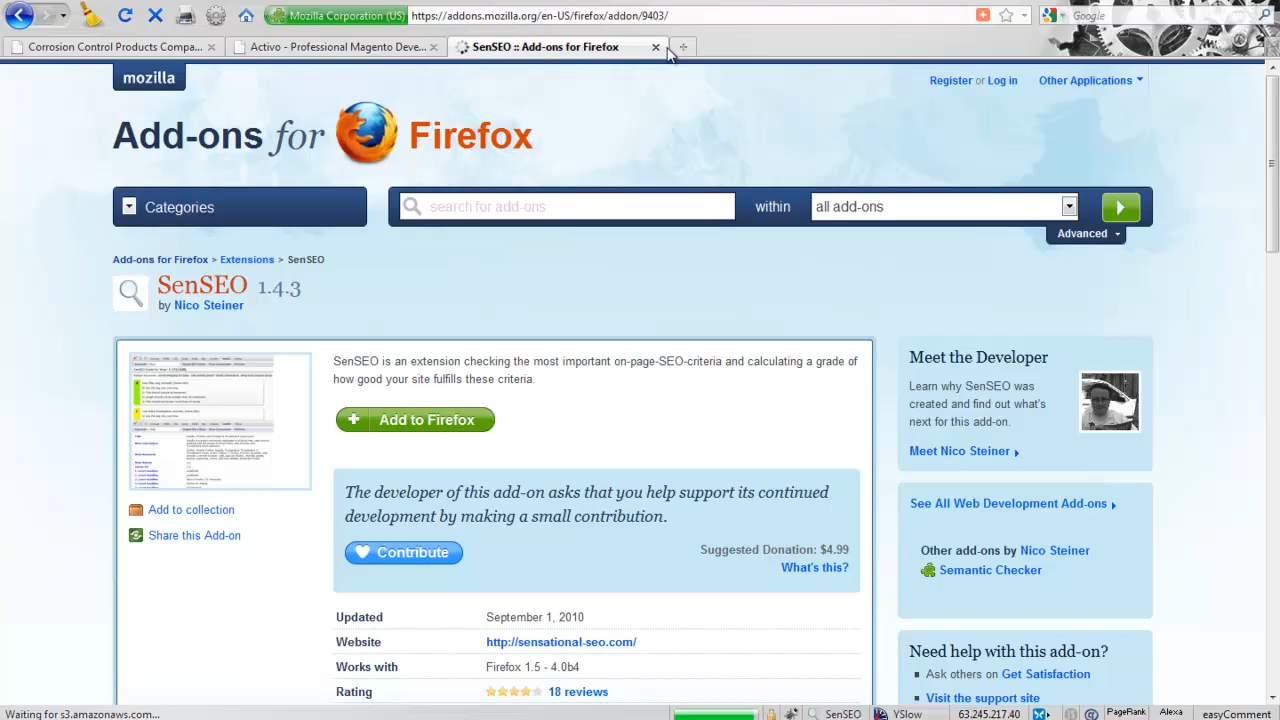 Mozilla Corporation (US) https://addons.mozilla.org/en-US/firefox/addon/9403/ Google
Corrosion Control Products Compa... Activo - Professional Magento Deve... SenSEO :: Add-ons for Firefox
mozilla
Register or Log in Other Applications
Add-ons for Firefox
Categories search for add-ons within all add-ons
Advanced
Add-ons for Firefox > Extensions > SenSEO
SenSEO 1.4.3
by Nico Steiner
SenSEO is an extension checking the most important on-page-SEO-criteria and calculating a grade of
how good your site fulfills these criteria.
Add to Firefox
The developer of this add-on asks that you help support its continued
development by making a small contribution.
Contribute
Suggested Donation: $4.99
What's this?
Add to collection
Share this Add-on
Updated September 1, 2010
Website http://sensational-seo.com/
Works with Firefox 1.5 - 4.0b4
Rating 18 reviews
Meet the Developer
Learn why SenSEO was
created and find out what's
next for this add-on.
Meet Nico Steiner
See All Web Development Add-ons
Other add-ons by Nico Steiner
Semantic Checker
Need help with this add-on?
Ask others on Get Satisfaction
Visit the support site
Waiting for s3.amazonaws.com... SenSEO YSlow 63.245.217.40 PageRank Alexa easyComment